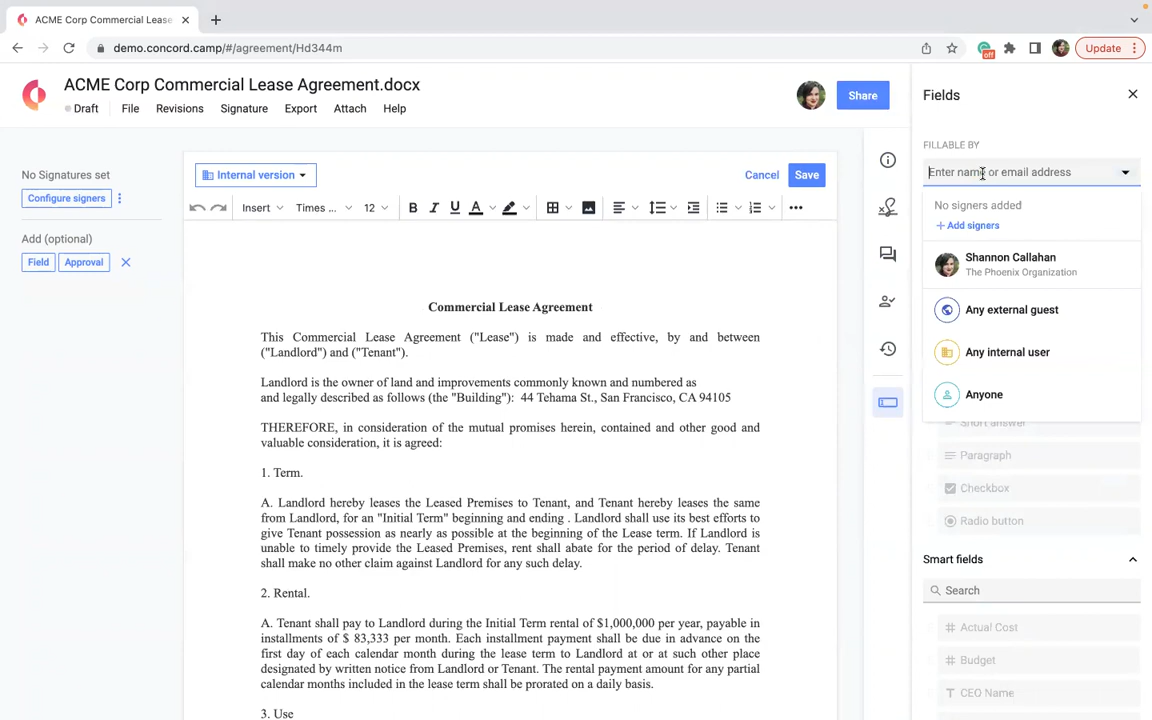 ACME Corp Commercial Lease
demo.concord.camp/#/agreement/Hd344m
off
Update
ACME Corp Commercial Lease Agreement.docx
Draft
File
Revisions
Signature
Export
Attach
Help
Share
No Signatures set
Configure signers
Add (optional)
Field
Approval
Internal version
Cancel
Save
Insert
Times ...
12
B
I
U
A
Commercial Lease Agreement
This Commercial Lease Agreement ("Lease") is made and effective, by and between
("Landlord") and ("Tenant").
Landlord is the owner of land and improvements commonly known and numbered as
and legally described as follows (the "Building"): 44 Tehama St., San Francisco, CA 94105
THEREFORE, in consideration of the mutual promises herein, contained and other good and
valuable consideration, it is agreed:
1. Term.
A. Landlord hereby leases the Leased Premises to Tenant, and Tenant hereby leases the same
from Landlord, for an "Initial Term" beginning and ending . Landlord shall use its best efforts to
give Tenant possession as nearly as possible at the beginning of the Lease term. If Landlord is
unable to timely provide the Leased Premises, rent shall abate for the period of delay. Tenant
shall make no other claim against Landlord for any such delay.
2. Rental.
A. Tenant shall pay to Landlord during the Initial Term rental of $1,000,000 per year, payable in
installments of $ 83,333 per month. Each installment payment shall be due in advance on the
first day of each calendar month during the lease term to Landlord at or at such other place
designated by written notice from Landlord or Tenant. The rental payment amount for any partial
calendar months included in the lease term shall be prorated on a daily basis.
3. Use
Fields
FILLABLE BY
Enter name or email address
No signers added
+ Add signers
Shannon Callahan
The Phoenix Organization
Any external guest
Any internal user
Anyone
Short answer
Paragraph
Checkbox
Radio button
Smart fields
Search
# Actual Cost
# Budget
T CEO Name